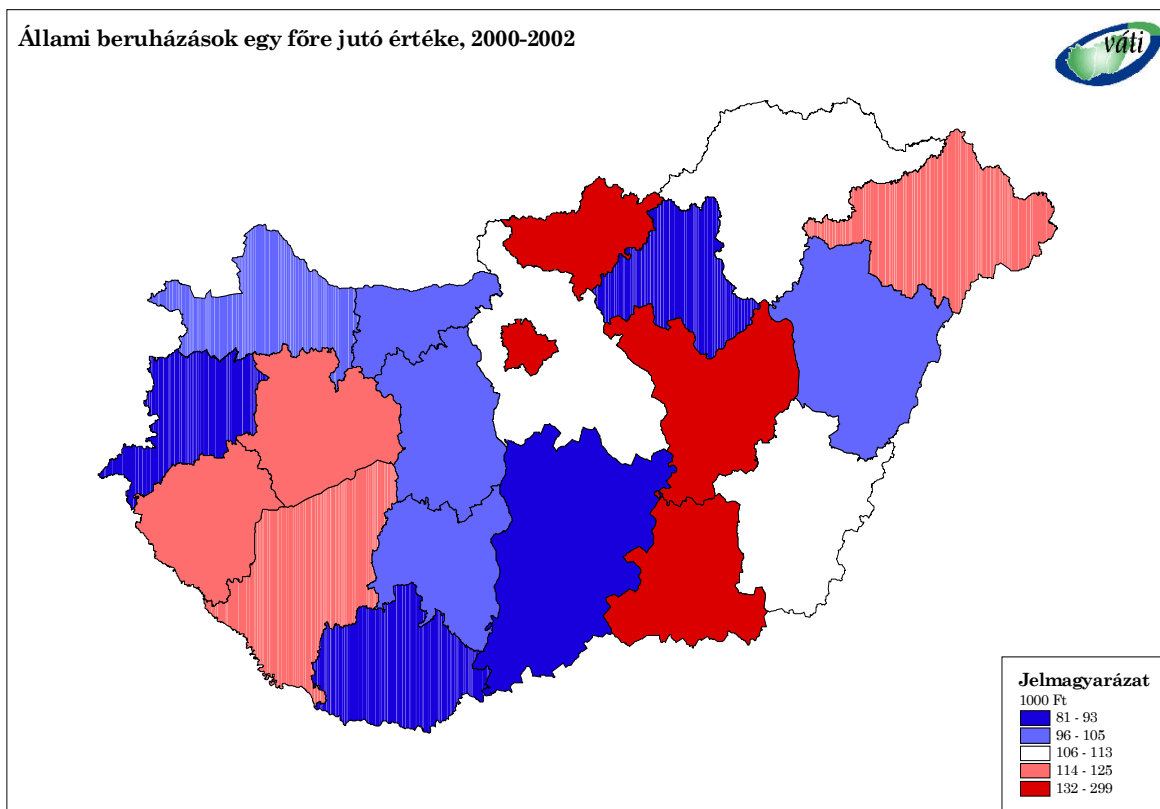 Állami beruházások egy főre jutó értéke, 2000-2002
váti
Jelmagyarázat
1000 Ft
81 - 93
96 - 105
106 - 113
114 - 125
132 - 299